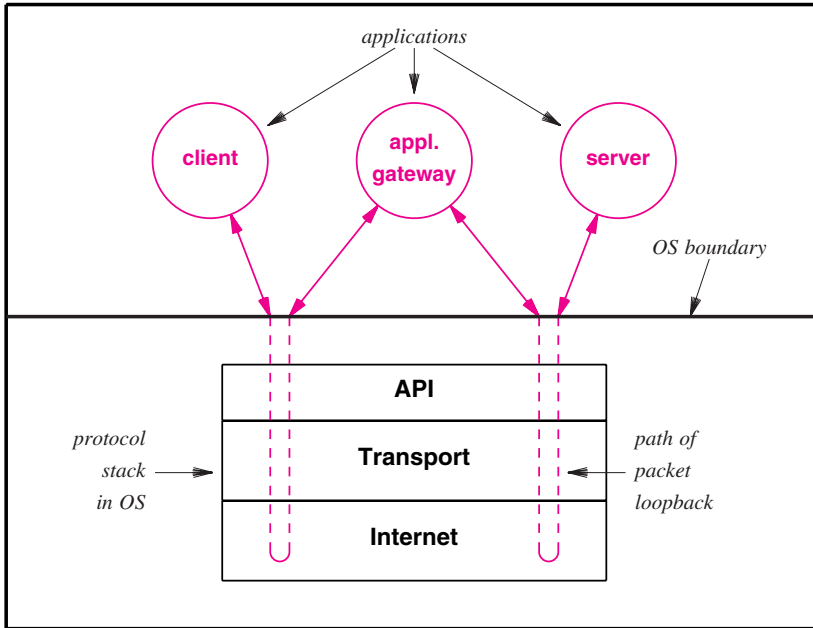 applications
client
appl.
gateway
server
OS boundary
API
protocol
stack
in OS
Transport
path of
packet
loopback
Internet